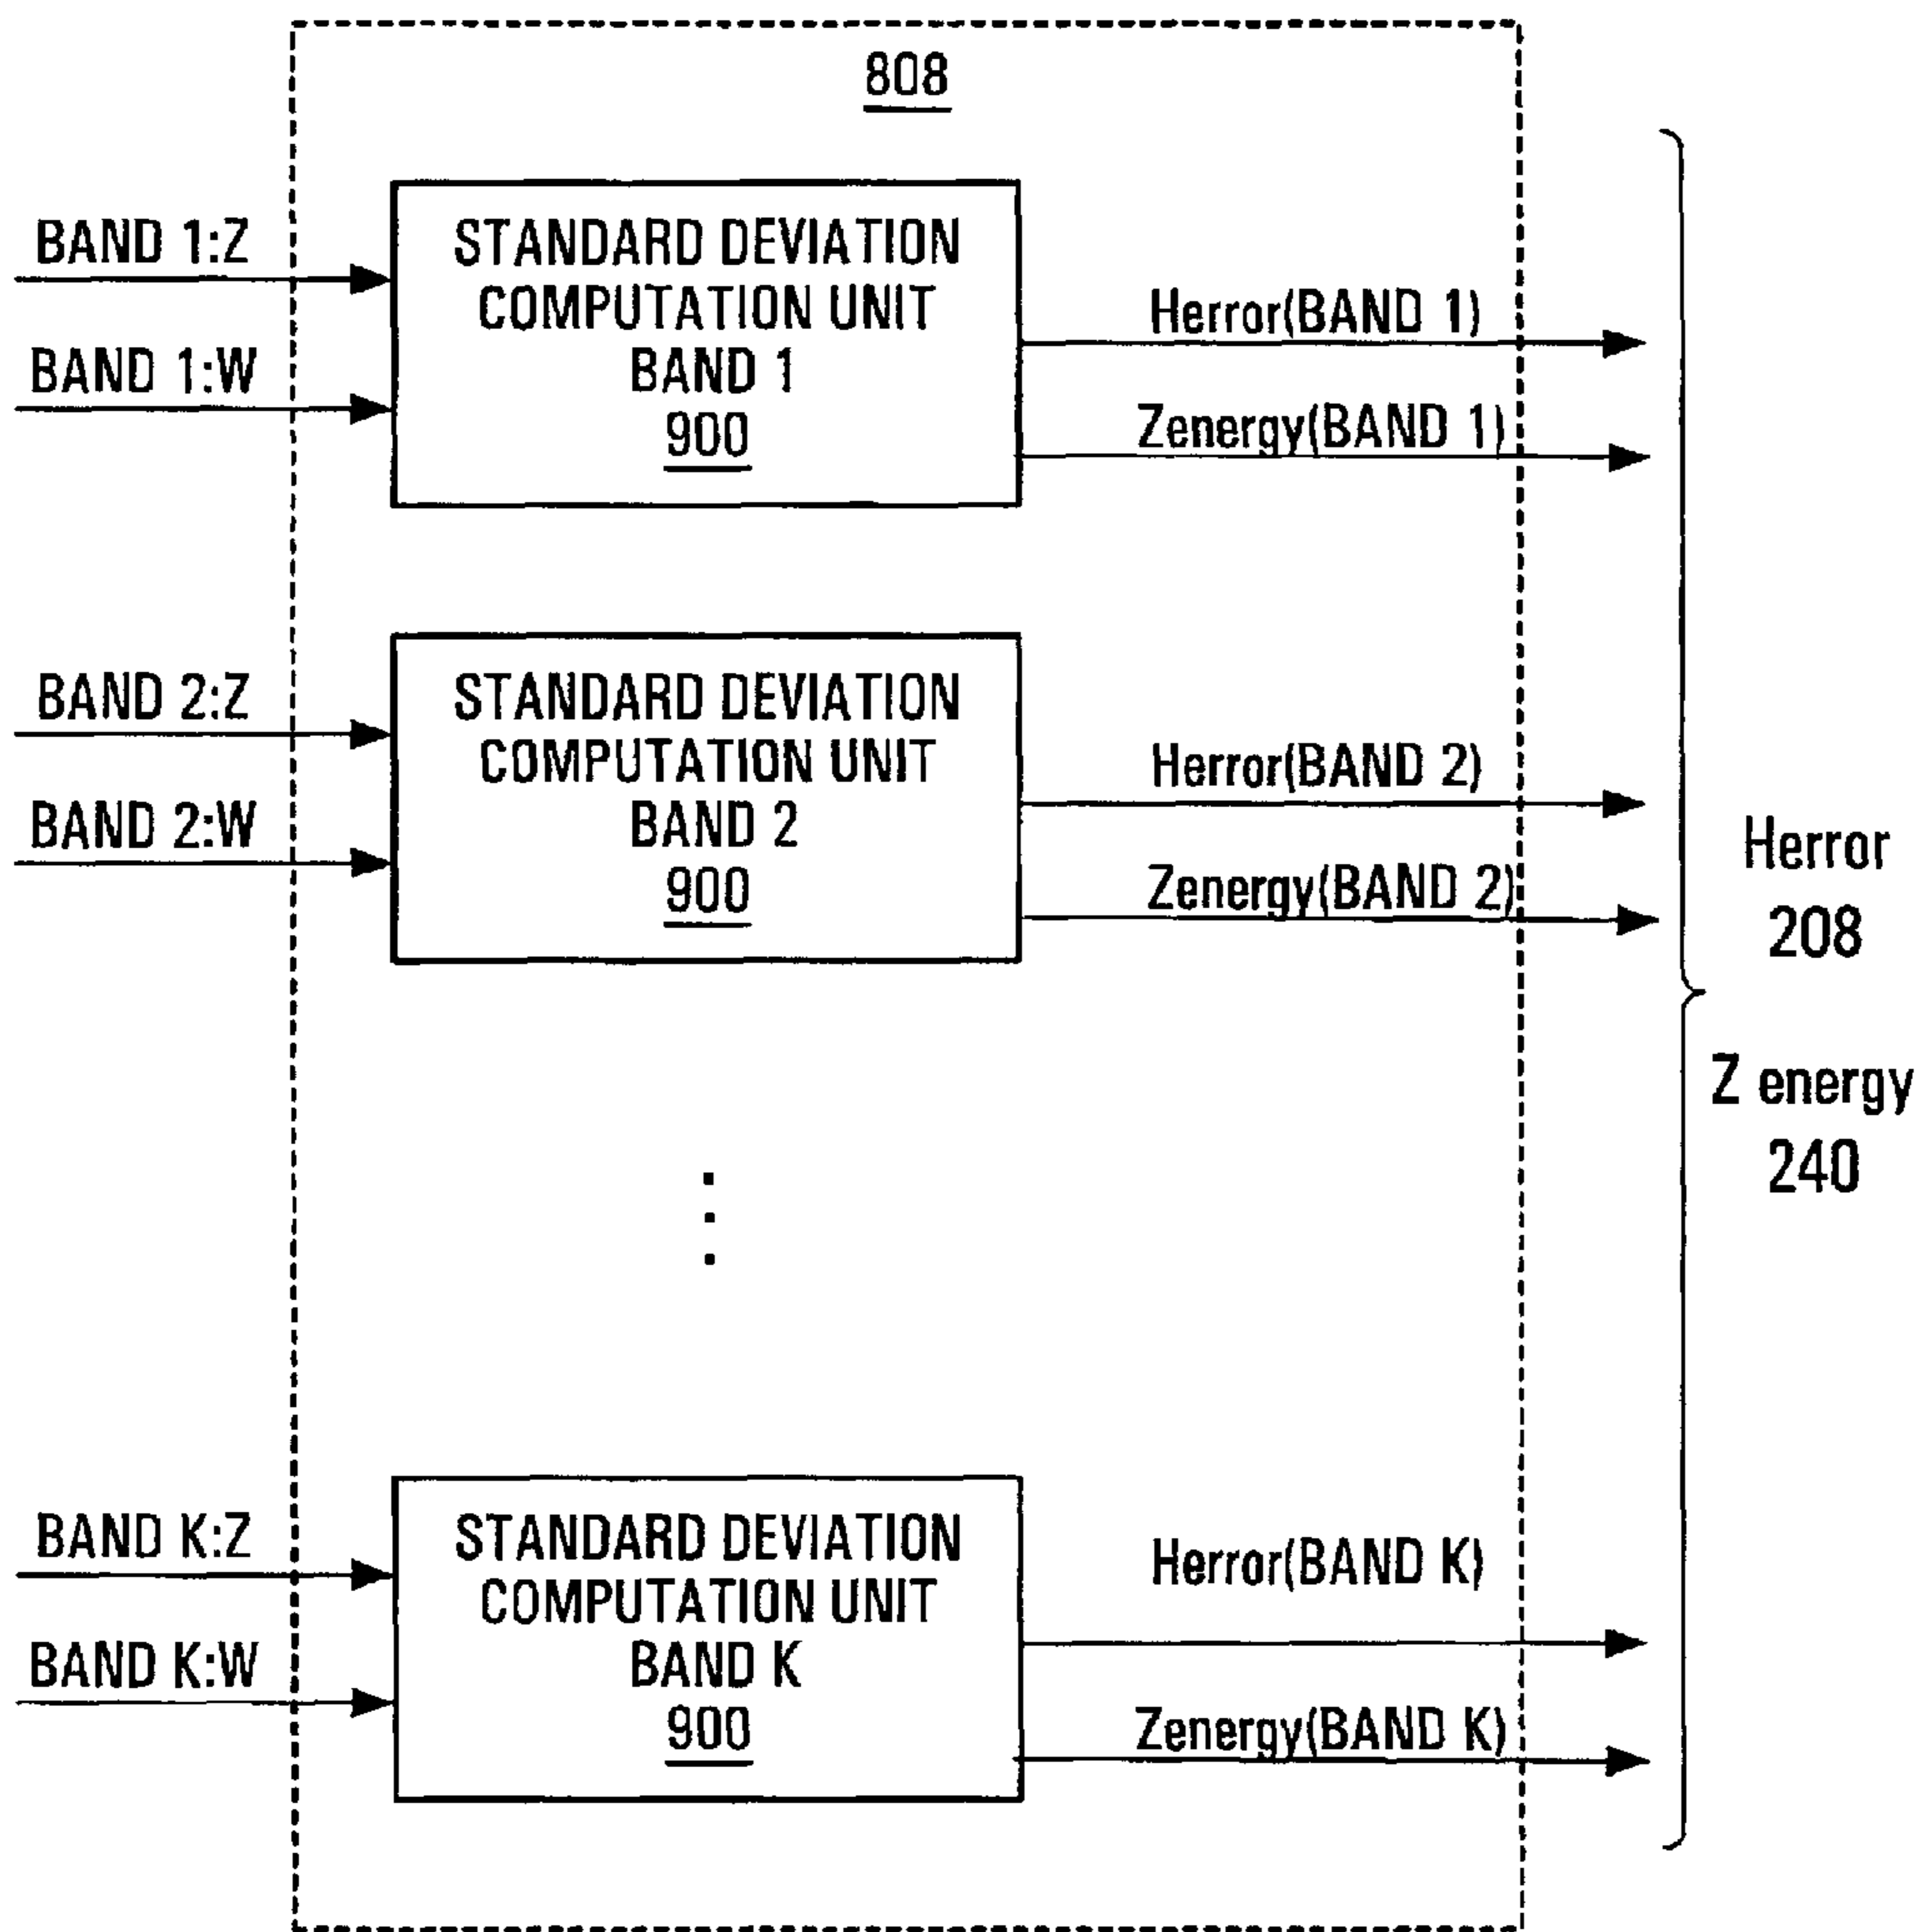 808
BAND 1:Z
BAND 1:W
STANDARD DEVIATION
COMPUTATION UNIT
BAND 1
900
Herror(BAND 1)
Zenergy(BAND 1)
BAND 2:Z
BAND 2:W
STANDARD DEVIATION
COMPUTATION UNIT
BAND 2
900
Herror(BAND 2)
Zenergy(BAND 2)
Herror
208
Z energy
240
BAND K:Z
BAND K:W
STANDARD DEVIATION
COMPUTATION UNIT
BAND K
900
Herror(BAND K)
Zenergy(BAND K)